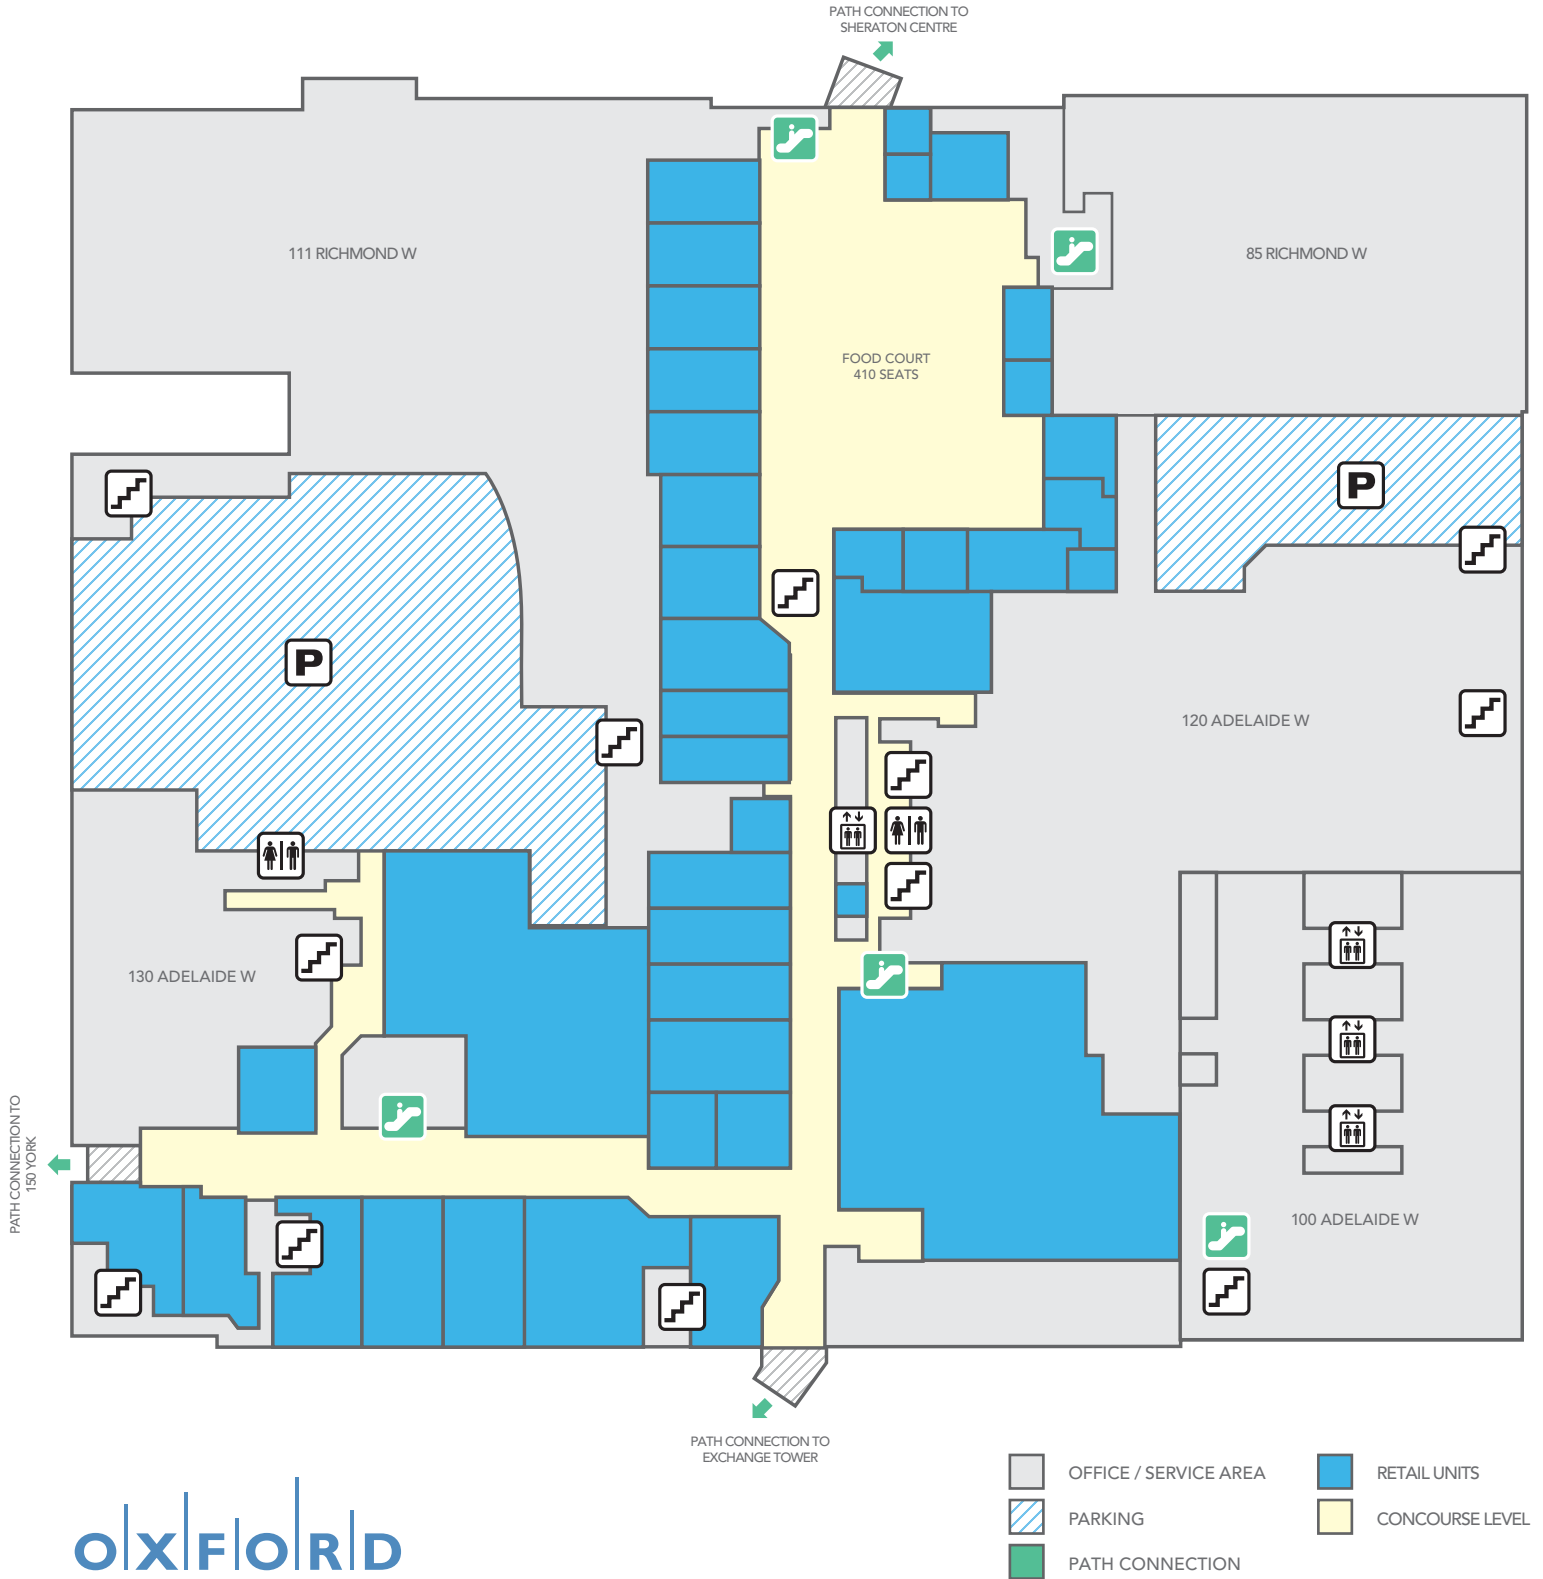 PATH CONNECTION TO
SHERATON CENTRE
111 RICHMOND W
85 RICHMOND W
FOOD COURT
410 SEATS
P
P
120 ADELAIDE W
130 ADELAIDE W
PATH CONNECTION TO
150 YORK
100 ADELAIDE W
PATH CONNECTION TO
EXCHANGE TOWER
OFFICE / SERVICE AREA
RETAIL UNITS
PARKING
CONCOURSE LEVEL
PATH CONNECTION
OXFORD